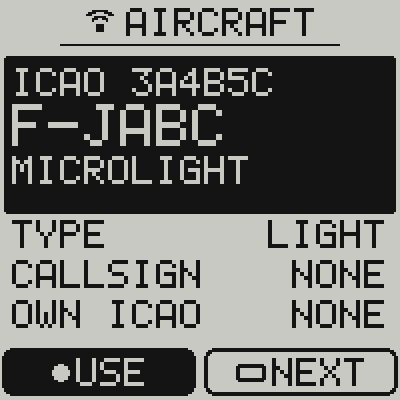 AIRCRAFT
ICAO 3A4B5C
F-JABC
MICROLIGHT
TYPE LIGHT
CALLSIGN NONE
OWN ICAO NONE
USE NEXT